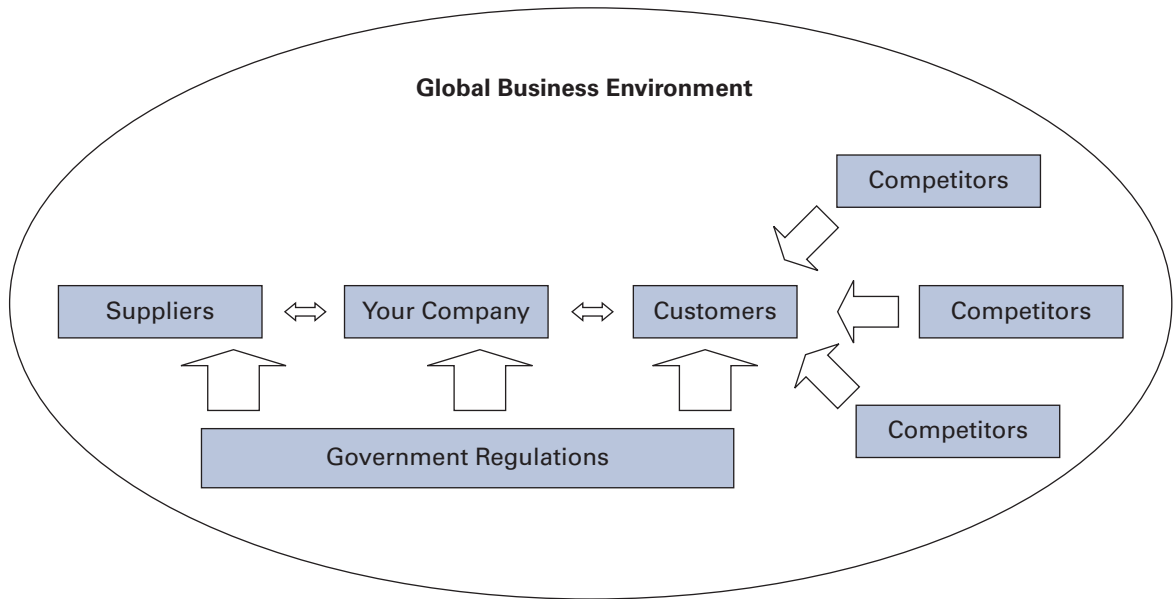 Global Business Environment
Competitors
Suppliers
Your Company
Customers
Competitors
Competitors
Government Regulations